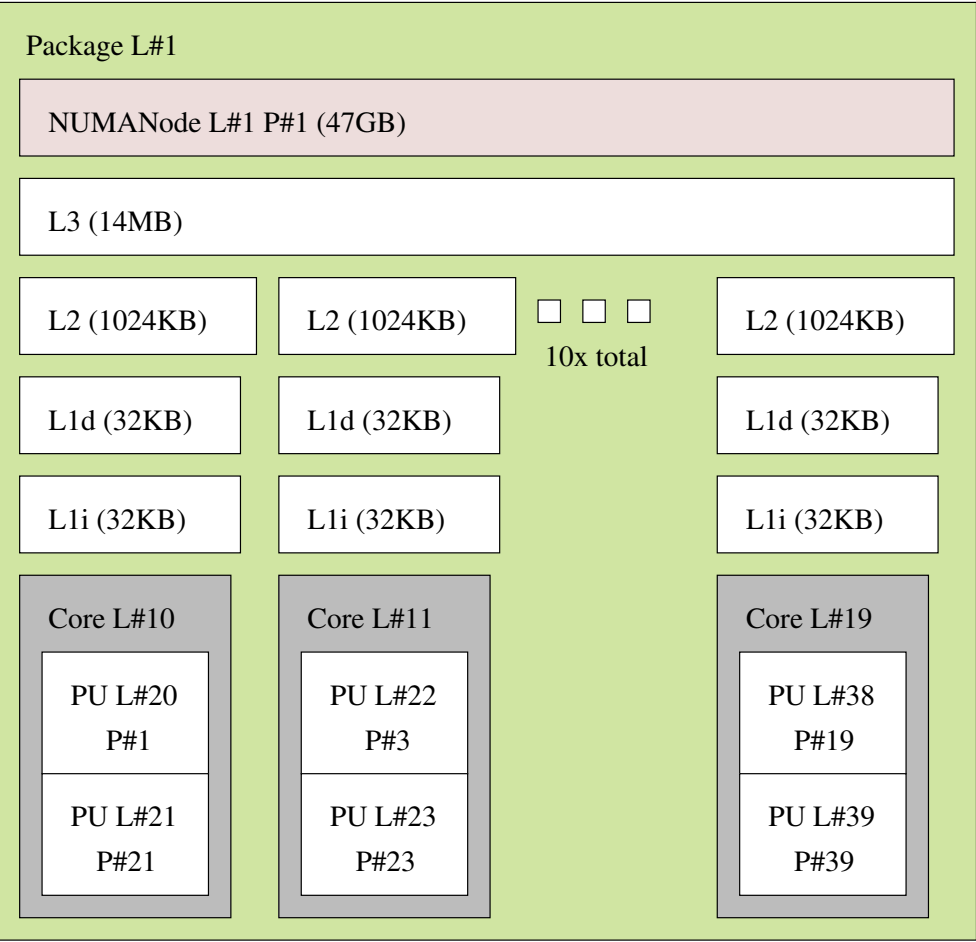 Package L#1
NUMANode L#1 P#1 (47GB)
L3 (14MB)
L2 (1024KB)
L2 (1024KB)
10x total
L2 (1024KB)
L1d (32KB)
L1d (32KB)
L1d (32KB)
L1i (32KB)
L1i (32KB)
L1i (32KB)
Core L#10
PU L#20
P#1
PU L#21
P#21
Core L#11
PU L#22
P#3
PU L#23
P#23
Core L#19
PU L#38
P#19
PU L#39
P#39